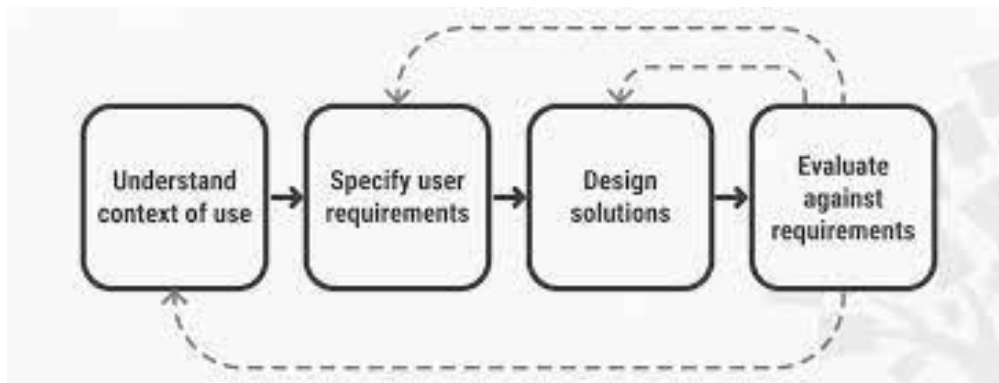 Understand
context of use
Specify user
requirements
Design
solutions
Evaluate
against
requirements